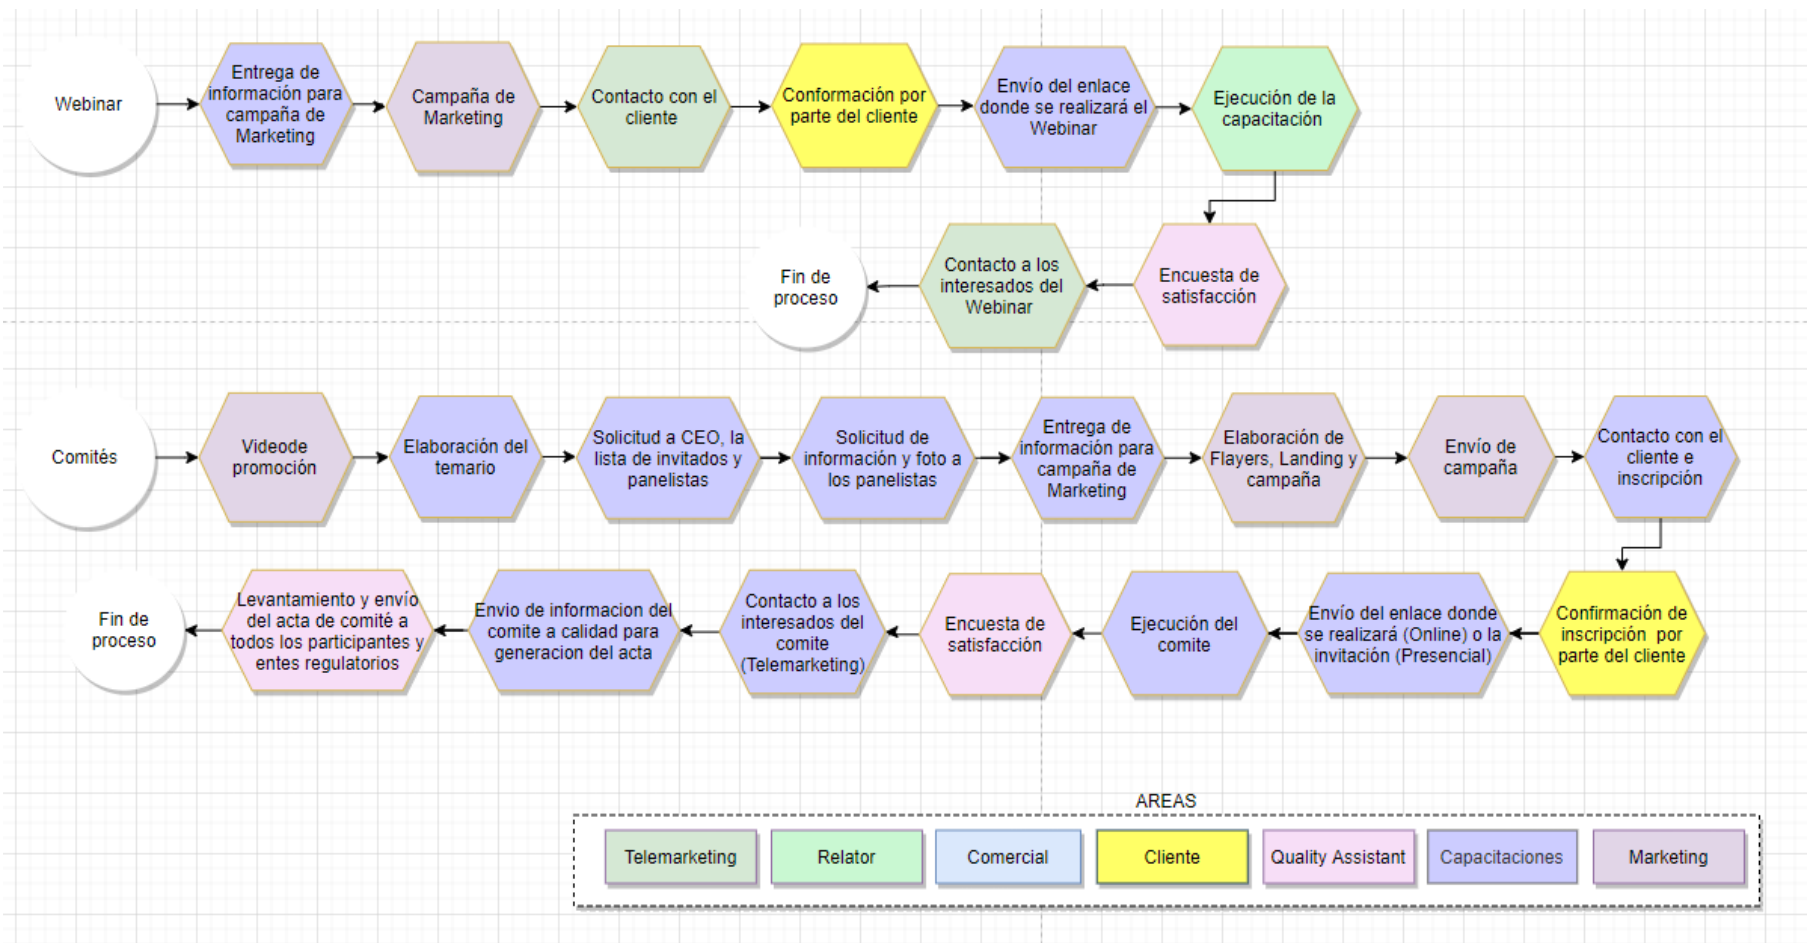 Webinar
Entrega de
información para
campaña de
Marketing
Campaña de
Marketing
Contacto con el
cliente
Conformación por
parte del cliente
Envío del enlace
donde se realizará el
Webinar
Ejecución de la
capacitación
Fin de
proceso
Contacto a los
interesados del
Webinar
Encuesta de
satisfacción
Comités
Videode
promoción
Elaboración del
temario
Solicitud a CEO, la
lista de invitados y
panelistas
Solicitud de
información y foto a
los panelistas
Entrega de
información para
campaña de
Marketing
Elaboración de
Flayers, Landing y
campaña
Envío de
campaña
Contacto con el
cliente e
inscripción
Fin de
proceso
Levantamiento y envío
del acta de comité a
todos los participantes y
entes regulatorios
Envio de informacion del
comite a calidad para
generacion del acta
Contacto a los
interesados del
comite
(Telemarketing)
Encuesta de
satisfacción
Ejecución del
comite
Envío del enlace donde
se realizará (Online) o la
invitación (Presencial)
Confirmación de
inscripción por
parte del cliente
AREAS
Telemarketing
Relator
Comercial
Cliente
Quality Assistant
Capacitaciones
Marketing